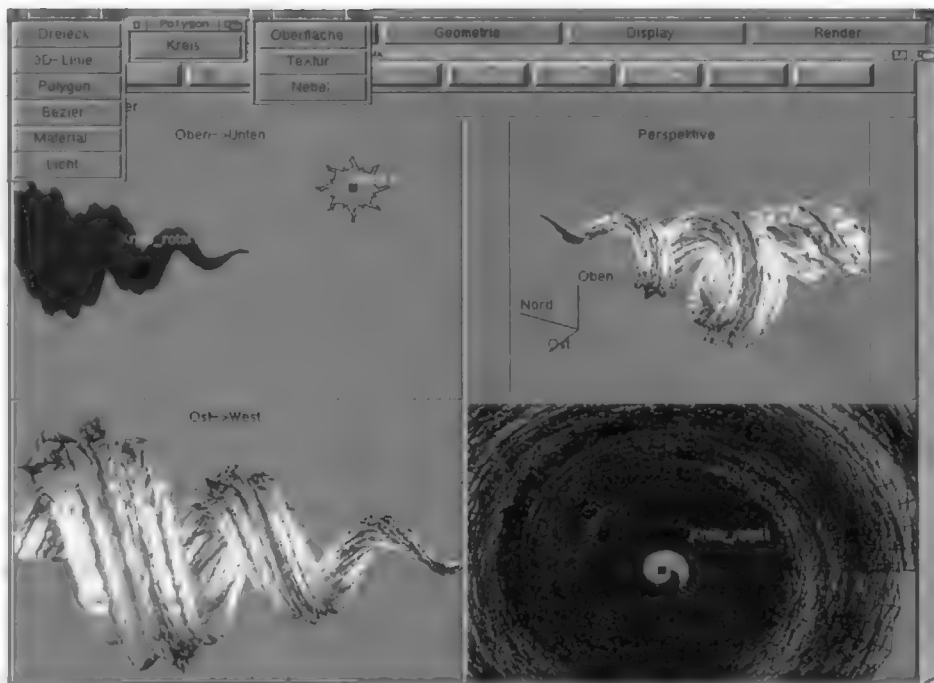 Dreieck
3D-Linie
Polygon
Bezier
Material
Licht
Polygon
Kreis
Oberfläche
Textur
Nebel
Geometrie
Display
Render
Oben->Unten
Perspektive
Oben
Nord
Ost
Ost->West